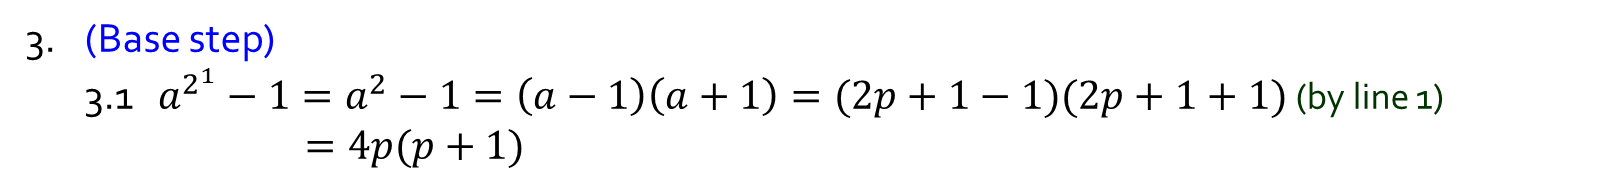 3. (Base step)
3.1 $a^{2^1} - 1 = a^2 - 1 = (a - 1)(a + 1) = (2p + 1 - 1)(2p + 1 + 1)$ (by line 1)
$= 4p(p + 1)$